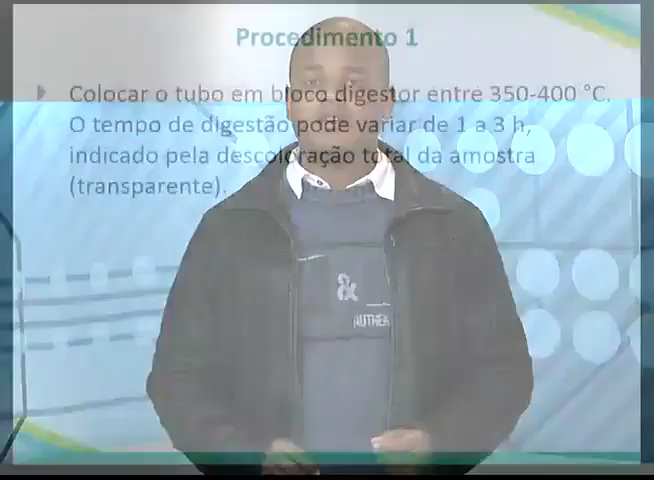 Procedimento 1
Colocar o tubo em bloco digestor entre 350-400 °C.
O tempo de digestão pode variar de 1 a 3 h,
indicado pela descoloração total da amostra
(transparente).
&
AUTHEN